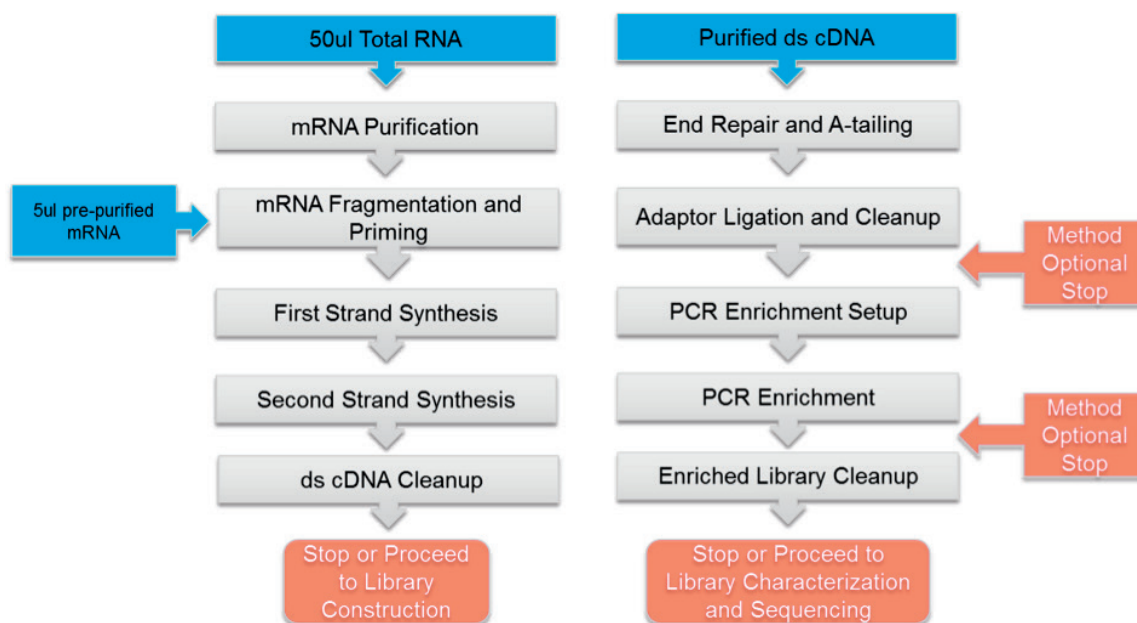 50ul Total RNA
mRNA Purification
5ul pre-purified
mRNA
mRNA Fragmentation and
Priming
First Strand Synthesis
Second Strand Synthesis
ds cDNA Cleanup
Stop or Proceed
to Library
Construction
Purified ds cDNA
End Repair and A-tailing
Adaptor Ligation and Cleanup
Method
Optional
Stop
PCR Enrichment Setup
PCR Enrichment
Method
Optional
Stop
Enriched Library Cleanup
Stop or Proceed to
Library Characterization
and Sequencing